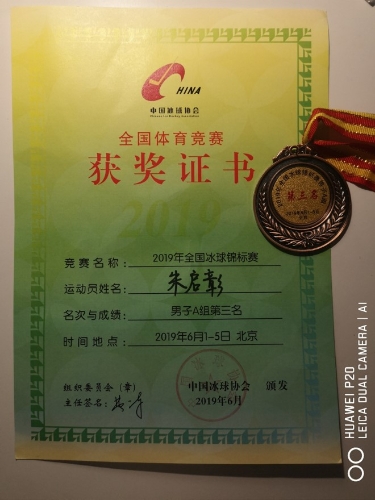 CHINA
中国冰球协会
全国体育竞赛
获奖证书
2019
竞赛名称： 2019年全国冰球锦标赛
运动员姓名： 朱启彰
名次与成绩： 男子A组第三名
时间地点： 2019年6月1-5日 北京
组织委员会（章）
主任签名：
中国冰球协会 颁发
2019年6月
第三名
HUAWEI P20
LEICA DUAL CAMERA | AI